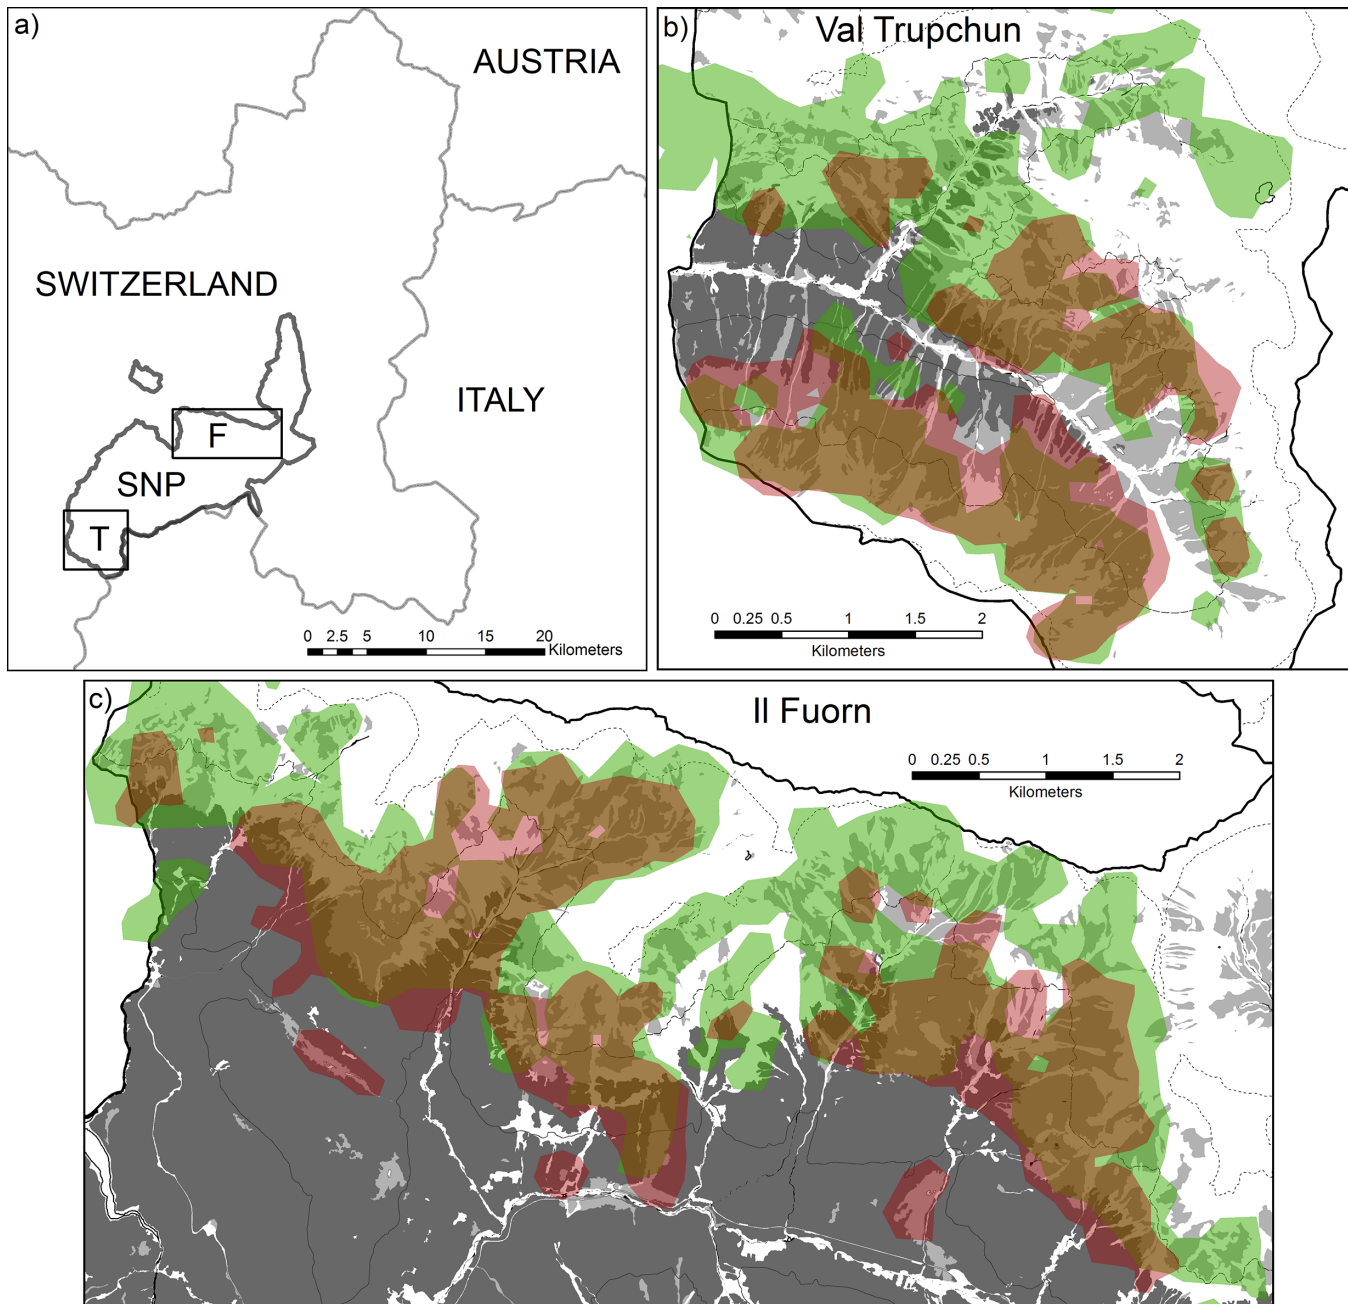 a)
AUSTRIA
SWITZERLAND
ITALY
F
SNP
T
0 2.5 5 10 15 20
Kilometers
b)
Val Trupchun
0 0.25 0.5 1 1.5 2
Kilometers
c)
Il Fuorn
0 0.25 0.5 1 1.5 2
Kilometers